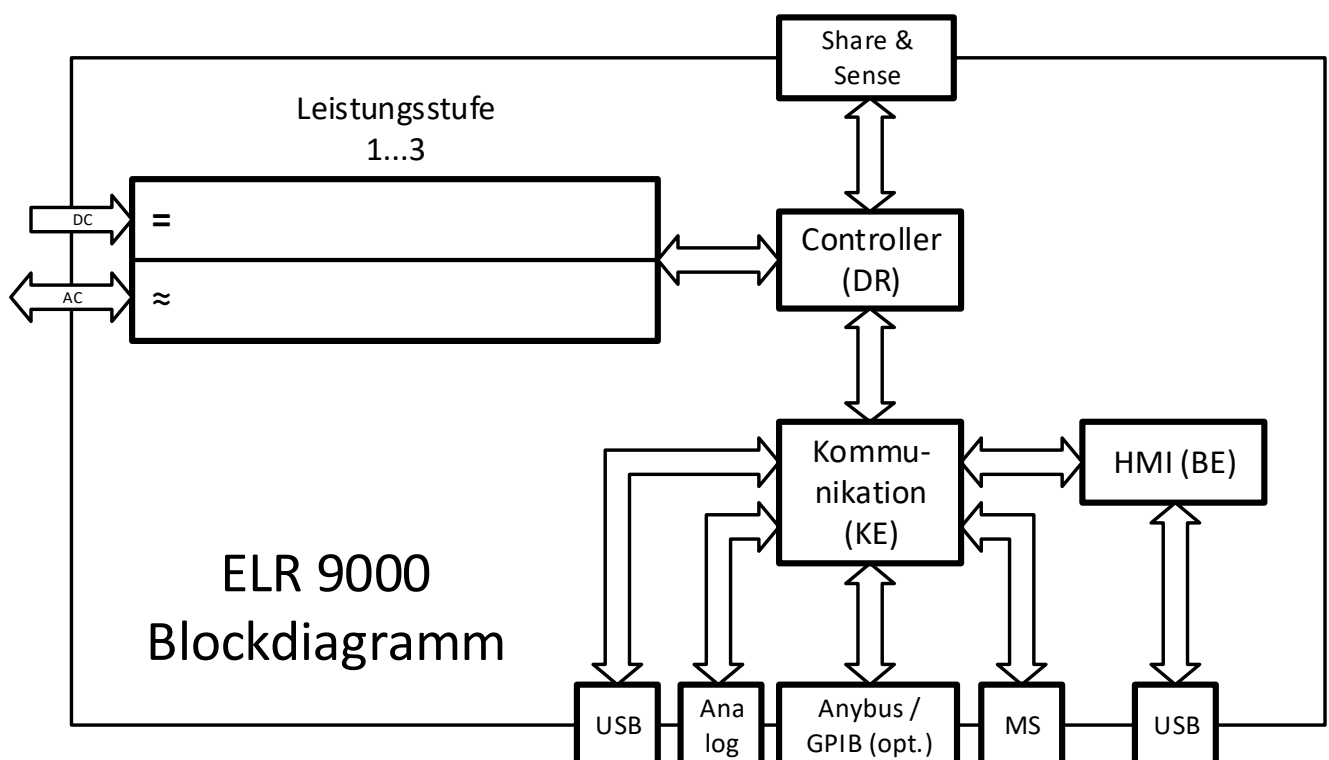 Share &
Sense
Leistungsstufe
1...3
DC
=
AC
≈
Controller
(DR)
Kommu-
nikation
(KE)
HMI (BE)
ELR 9000
Blockdiagramm
USB
Ana
log
Anybus /
GPIB (opt.)
MS
USB